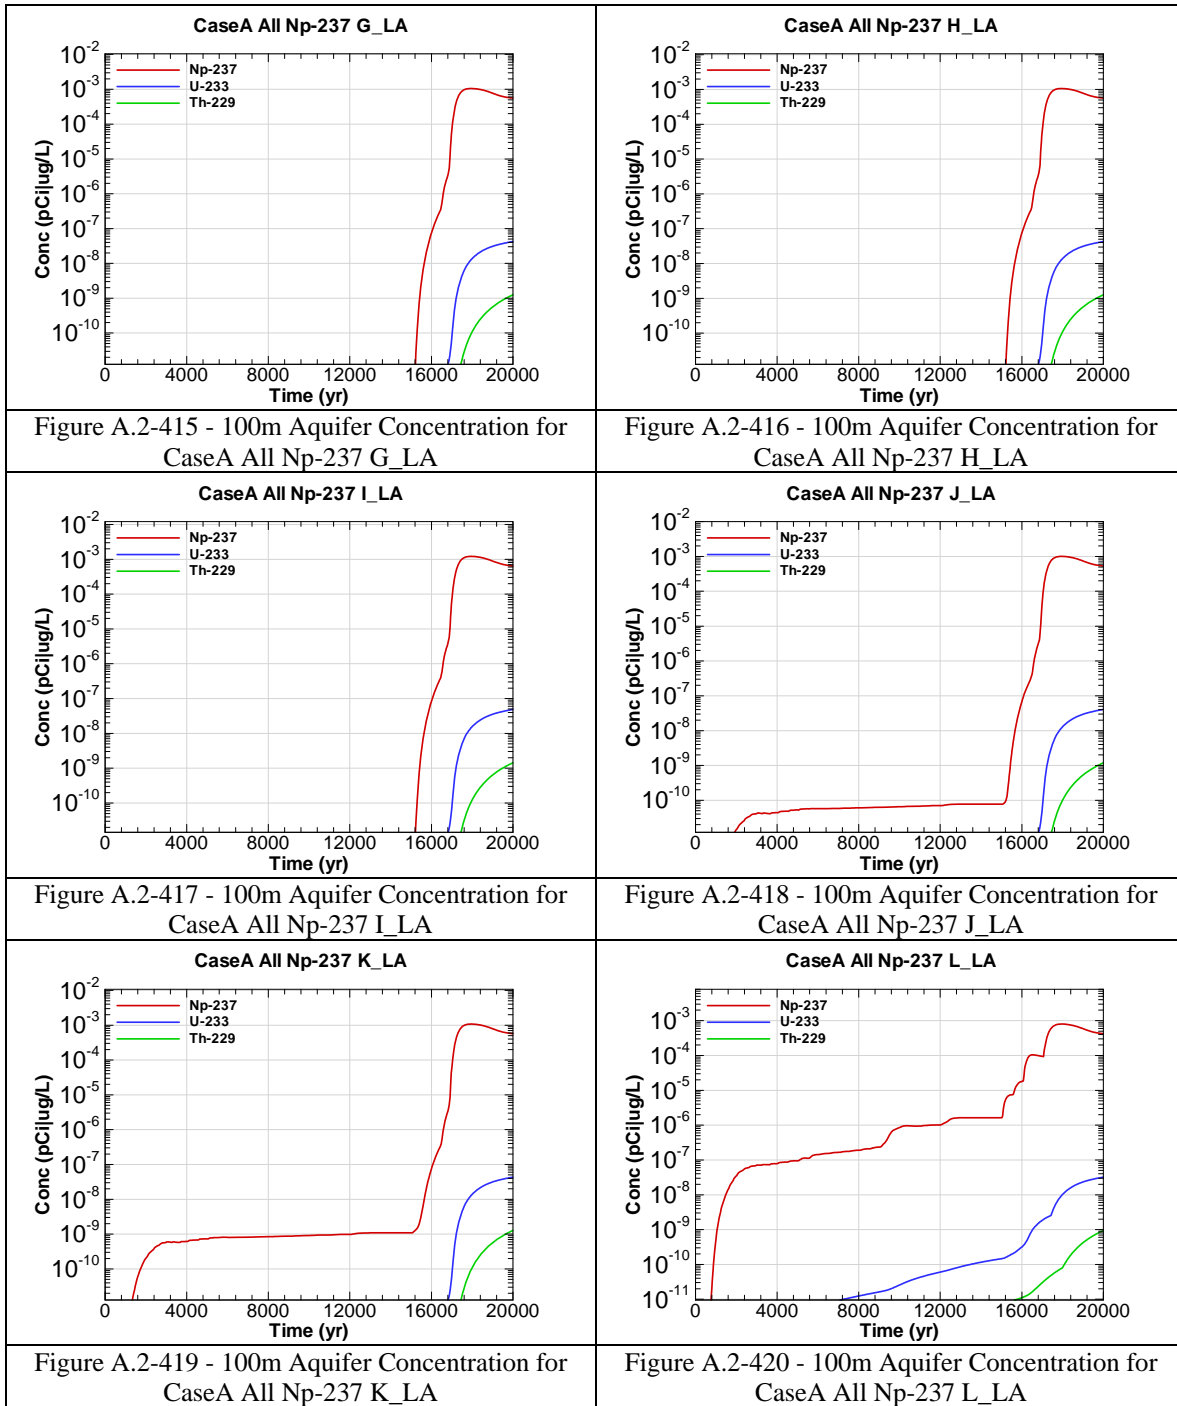 CaseA All Np-237 G_LA
Np-237
U-233
Th-229
Conc (pCi|ug/L)
10-2
10-3
10-4
10-5
10-6
10-7
10-8
10-9
10-10
0 4000 8000 12000 16000 20000
Time (yr)
Figure A.2-415 - 100m Aquifer Concentration for
CaseA All Np-237 G_LA
CaseA All Np-237 H_LA
Np-237
U-233
Th-229
Conc (pCi|ug/L)
10-2
10-3
10-4
10-5
10-6
10-7
10-8
10-9
10-10
0 4000 8000 12000 16000 20000
Time (yr)
Figure A.2-416 - 100m Aquifer Concentration for
CaseA All Np-237 H_LA
CaseA All Np-237 I_LA
Np-237
U-233
Th-229
Conc (pCi|ug/L)
10-2
10-3
10-4
10-5
10-6
10-7
10-8
10-9
10-10
0 4000 8000 12000 16000 20000
Time (yr)
Figure A.2-417 - 100m Aquifer Concentration for
CaseA All Np-237 I_LA
CaseA All Np-237 J_LA
Np-237
U-233
Th-229
Conc (pCi|ug/L)
10-2
10-3
10-4
10-5
10-6
10-7
10-8
10-9
10-10
0 4000 8000 12000 16000 20000
Time (yr)
Figure A.2-418 - 100m Aquifer Concentration for
CaseA All Np-237 J_LA
CaseA All Np-237 K_LA
Np-237
U-233
Th-229
Conc (pCi|ug/L)
10-2
10-3
10-4
10-5
10-6
10-7
10-8
10-9
10-10
0 4000 8000 12000 16000 20000
Time (yr)
Figure A.2-419 - 100m Aquifer Concentration for
CaseA All Np-237 K_LA
CaseA All Np-237 L_LA
Np-237
U-233
Th-229
Conc (pCi|ug/L)
10-3
10-4
10-5
10-6
10-7
10-8
10-9
10-10
10-11
0 4000 8000 12000 16000 20000
Time (yr)
Figure A.2-420 - 100m Aquifer Concentration for
CaseA All Np-237 L_LA